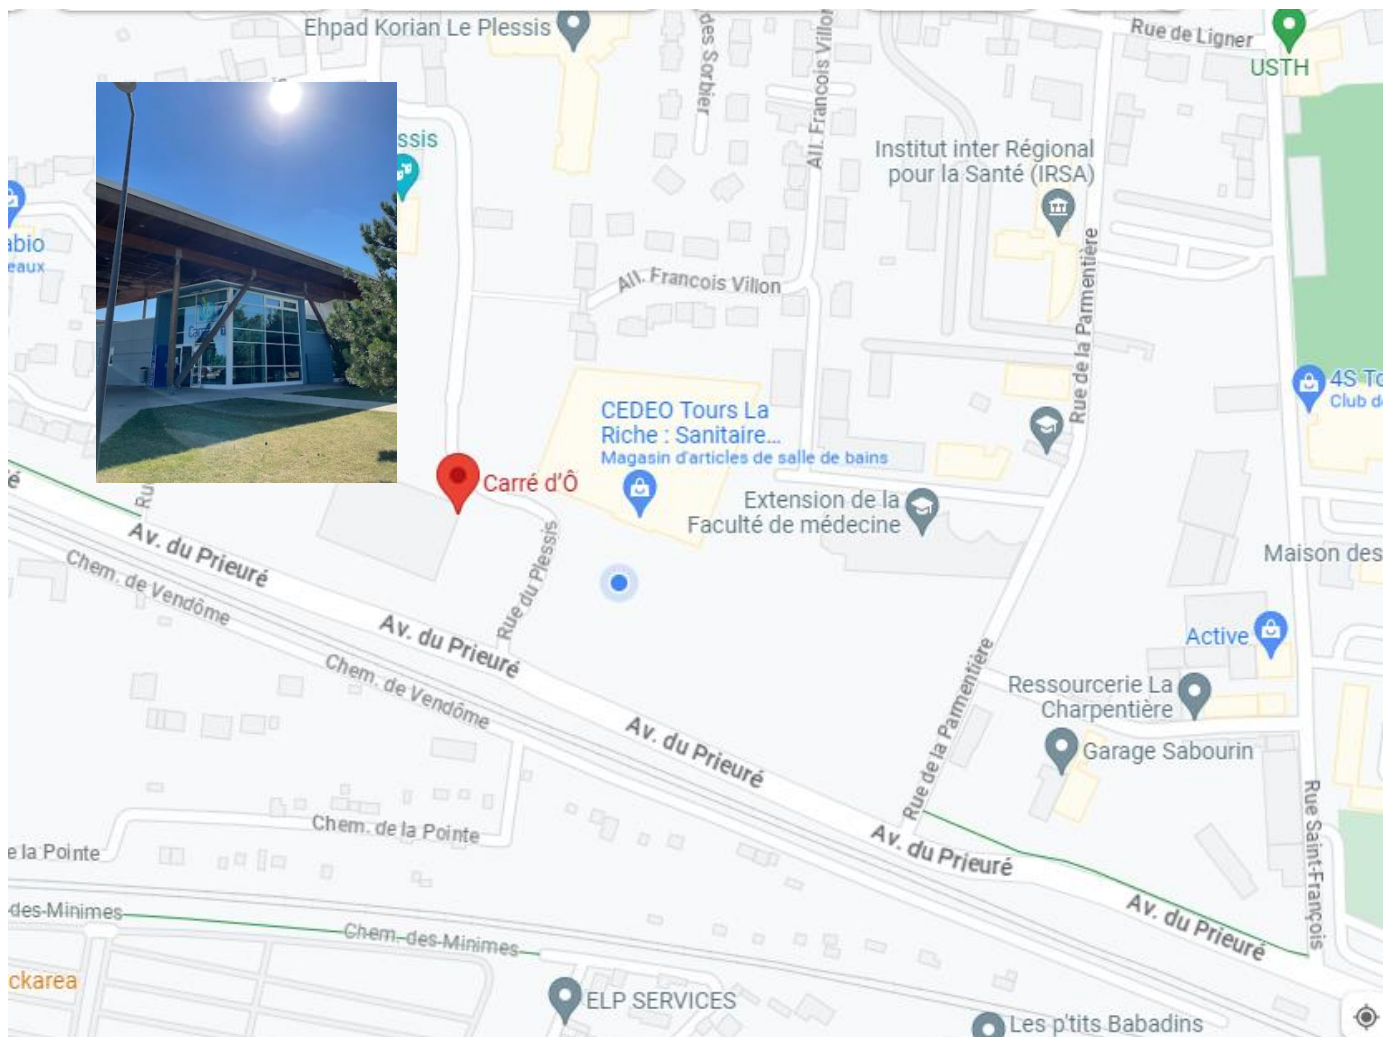 Ehpad Korian Le Plessis
des Sorbier
All. Francois Villon
Rue de Ligner
USTH
ssis
Institut inter Régional
pour la Santé (IRSA)
abio
eaux
All. Francois Villon
Rue de la Parmentière
CEDEO Tours La
Riche : Sanitaire...
Magasin d'articles de salle de bains
4S To
Club d
Carré d'Ô
Extension de la
Faculté de médecine
é
Ru
Av. du Prieuré
Chem. de Vendôme
Rue du Plessis
Maison des
Av. du Prieuré
Active
Chem. de Vendôme
Rue de la Parmentière
Ressourcerie La
Charpentière
Av. du Prieuré
Garage Sabourin
Chem. de la Pointe
e la Pointe
Av. du Prieuré
Rue Saint-François
des-Minimes
Chem.-des-Minimes
Av. du Prieuré
ckarea
ELP SERVICES
Les p'tits Babadins